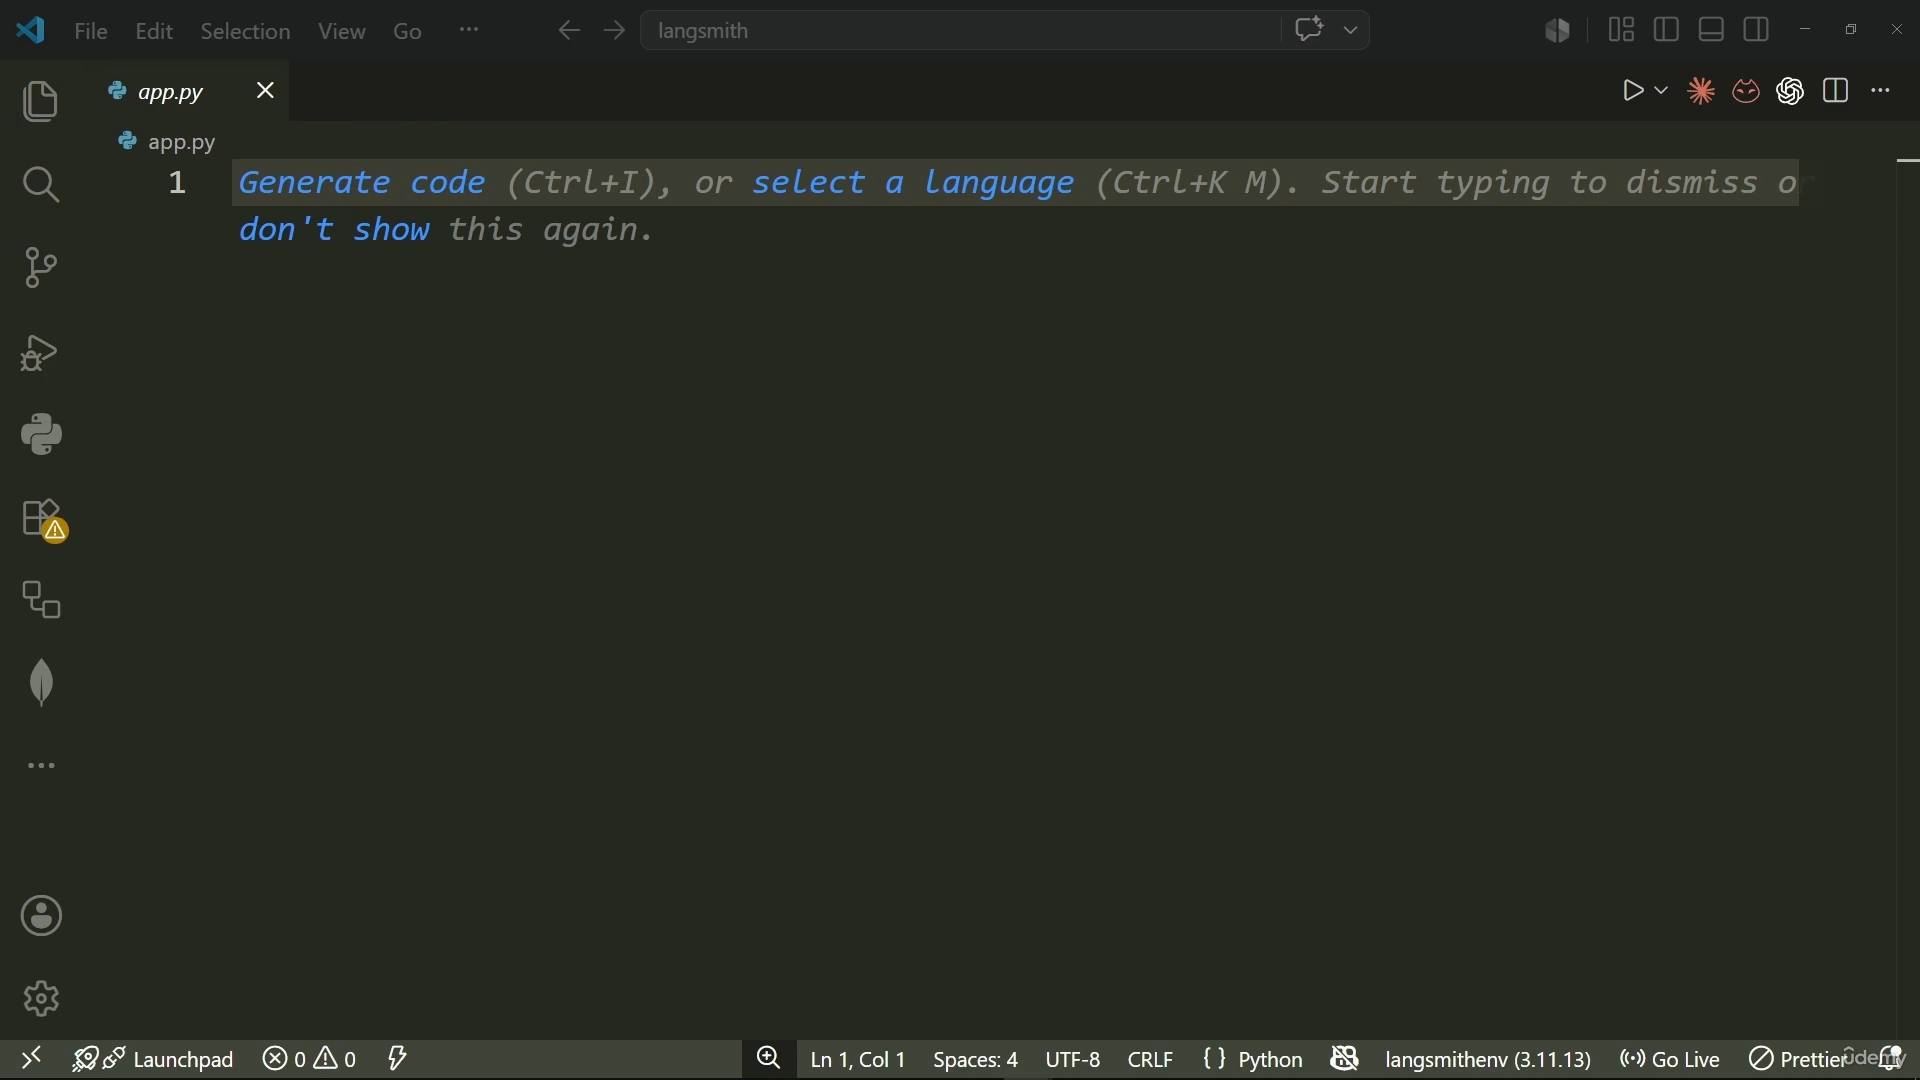 File Edit Selection View Go
langsmith
app.py
app.py
1 Generate code (Ctrl+I), or select a language (Ctrl+K M). Start typing to dismiss or
don't show this again.
Launchpad 0 0 Ln 1, Col 1 Spaces: 4 UTF-8 CRLF { } Python langsmithenv (3.11.13) Go Live Prettier
ûdemy